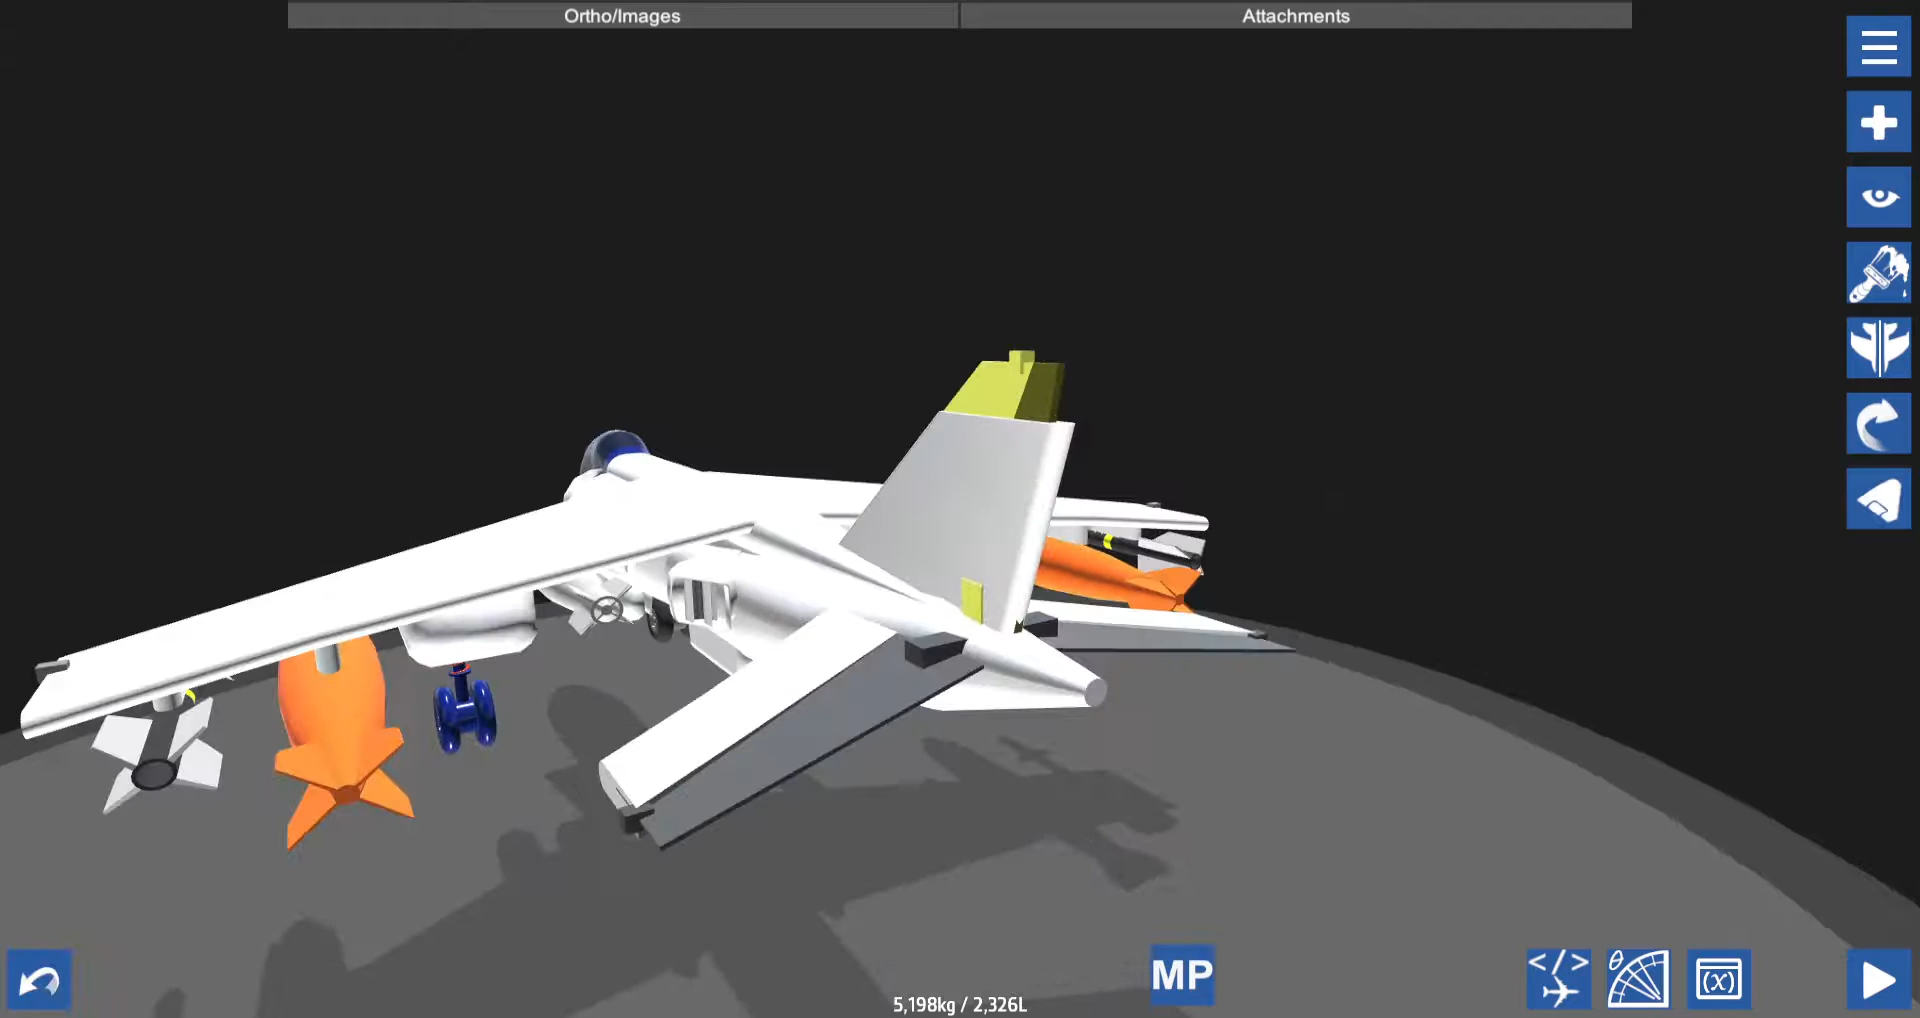 Ortho/Images
Attachments
</>
θ
(x)
MP
5,198kg / 2,326L